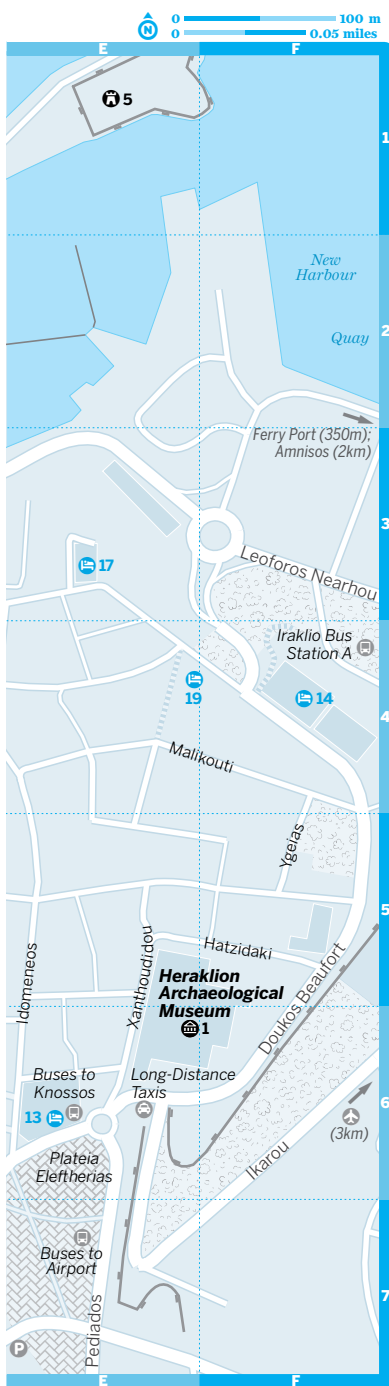 0 100 m
N
0 0.05 miles
E F
5
1
New
Harbour
2
Quay
Ferry Port (350m);
Amnisos (2km)
3
17
Leoforos Nearhou
Iraklio Bus
Station A
19
14
4
Malikouti
Ygeias
5
Idomeneos
Xanthoudidou
Hatzidaki
Heraklion
Archaeological
Museum
1
Doukos Beaufort
Buses to
Knossos
Long-Distance
Taxis
6
13
(3km)
Plateia
Eleftherias
Ikarou
Buses to
Airport
7
Pediados
P
E F